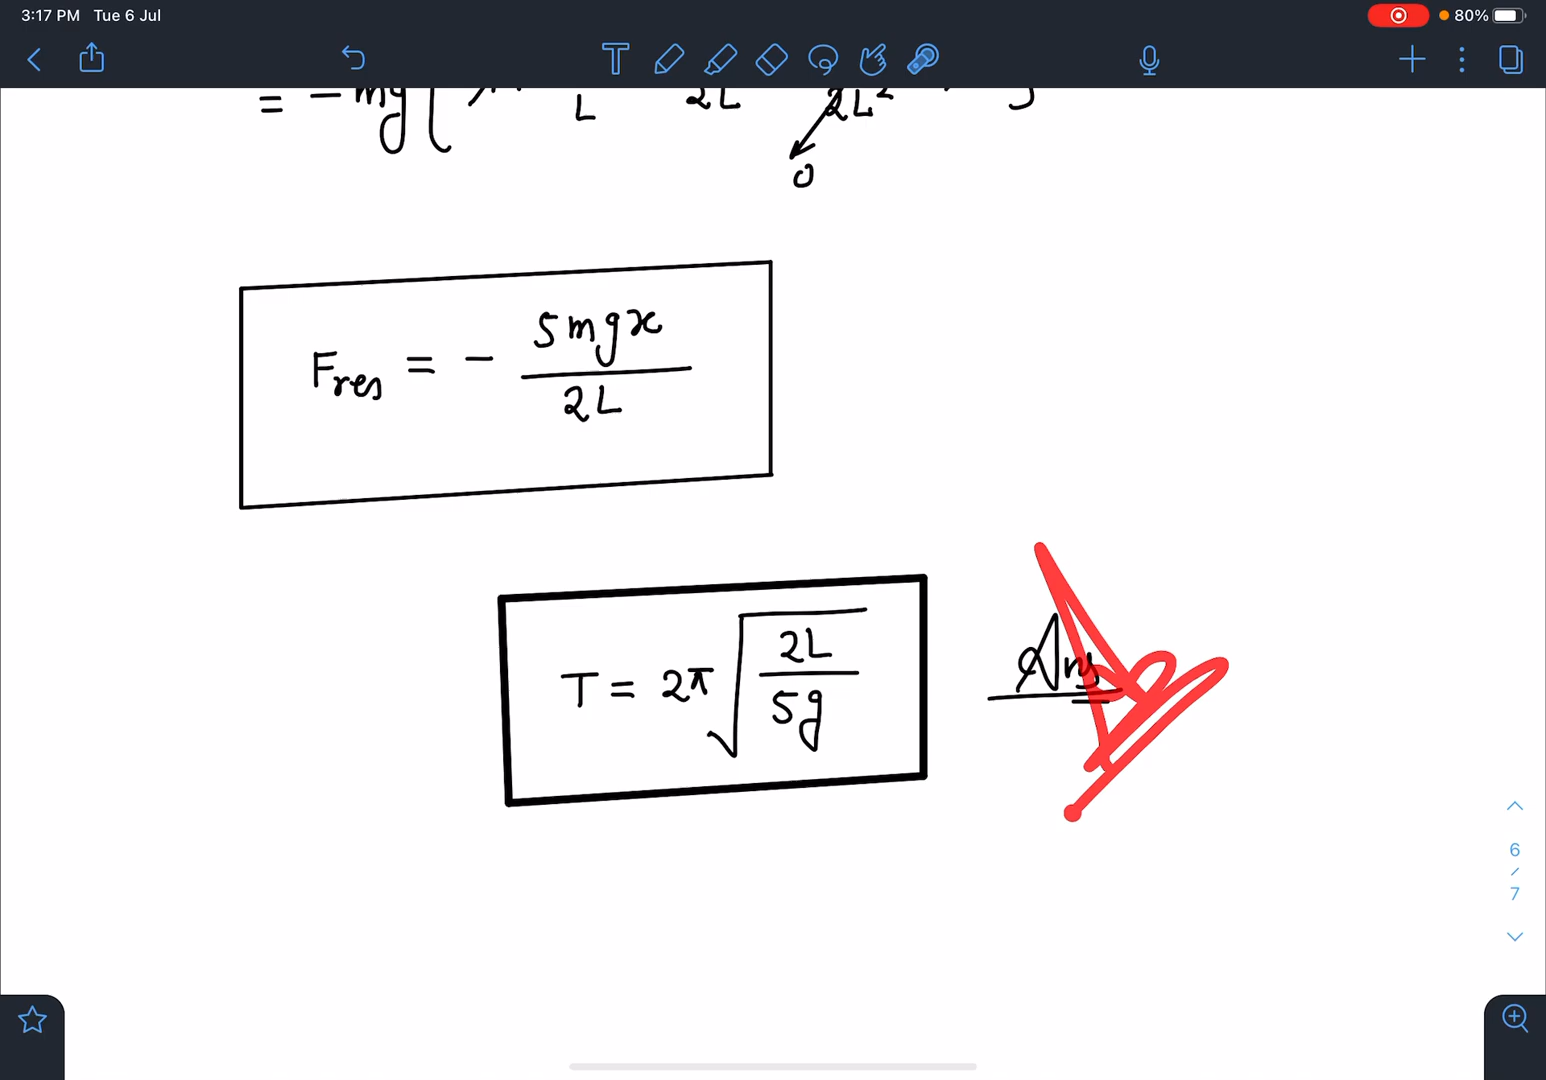 3:17 PM Tue 6 Jul
80%
= - mg(
L 2L 2L²
0
Fres = - 5mgx / 2L
T = 2π √(2L / 5g) Ans
6
/
7